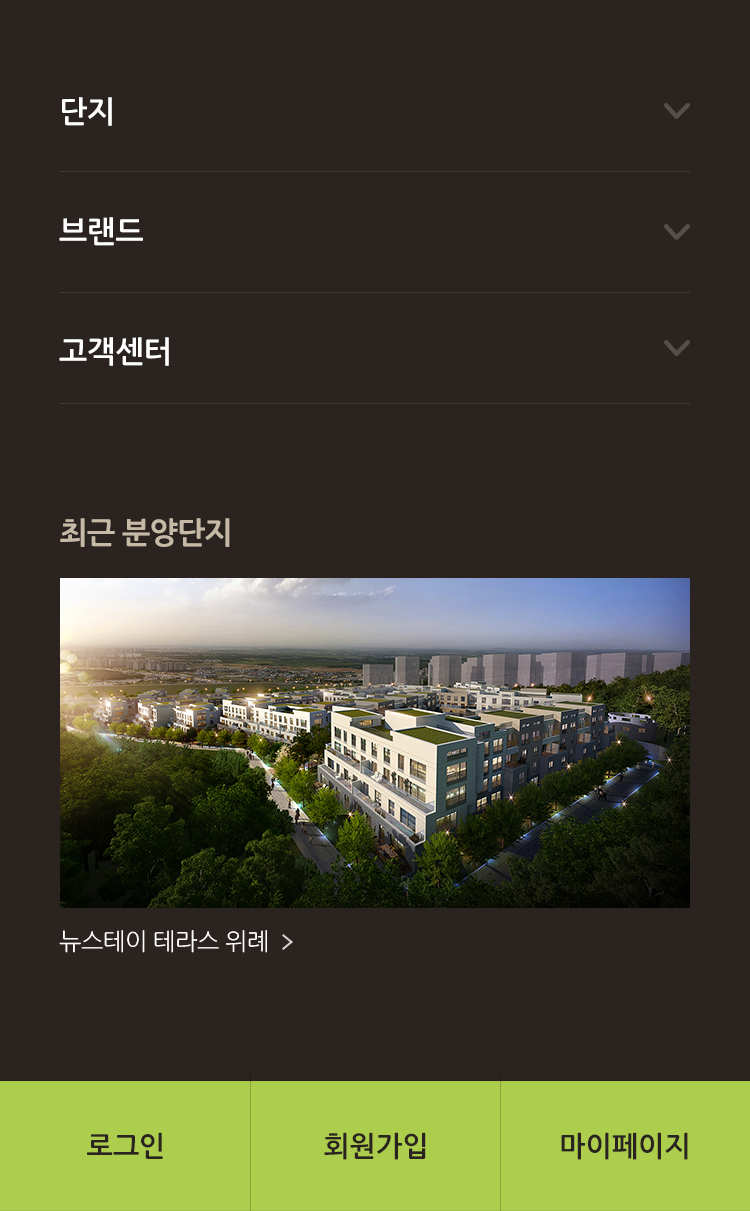 단지
브랜드
고객센터
최근 분양단지
뉴스테이 테라스 위례 >
로그인
회원가입
마이페이지